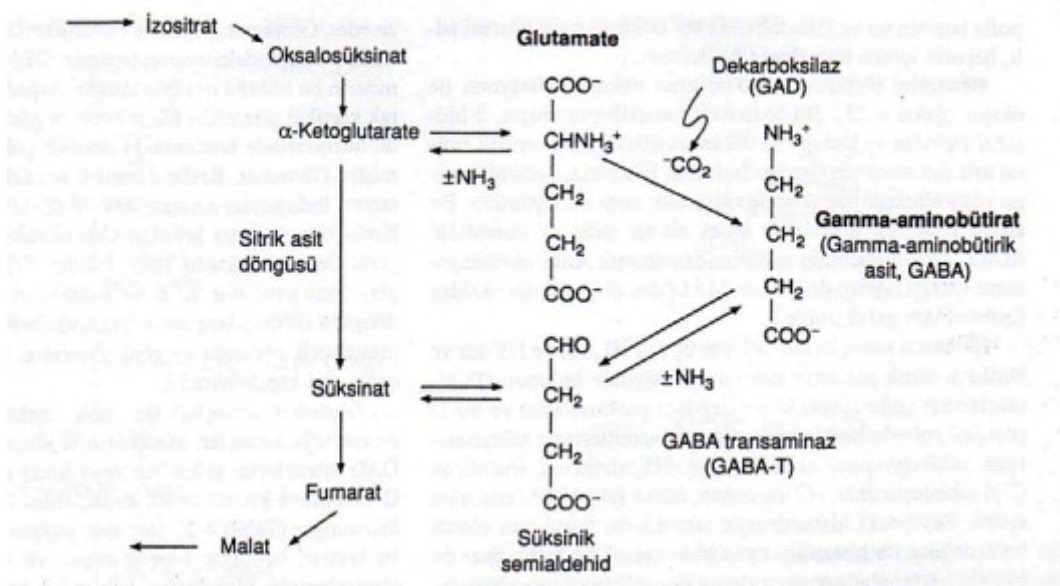 İzositrat
Oksalosüksinat
α-Ketoglutarate
±NH₃
Sitrik asit
döngüsü
Süksinat
Fumarat
Malat
Glutamate
COO⁻
CHNH₃⁺
CH₂
CH₂
COO⁻
CHO
CH₂
CH₂
COO⁻
Süksinik
semialdehid
Dekarboksilaz
(GAD)
⁻CO₂
NH₃⁺
CH₂
CH₂
CH₂
COO⁻
Gamma-aminobütirat
(Gamma-aminobütirik
asit, GABA)
±NH₃
GABA transaminaz
(GABA-T)